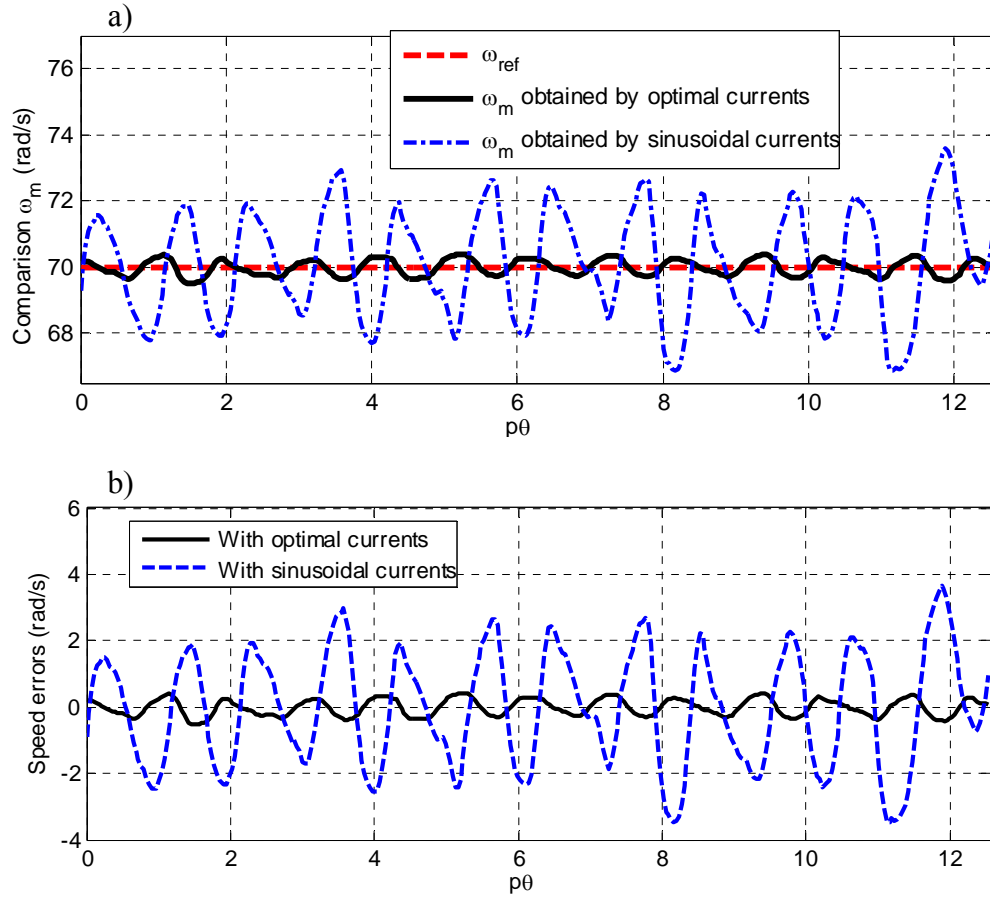 a)
Comparison ω_m (rad/s)
76
74
72
70
68
ω_ref
ω_m obtained by optimal currents
ω_m obtained by sinusoidal currents
0 2 4 6 8 10 12
pθ
b)
Speed errors (rad/s)
6
4
2
0
-2
-4
With optimal currents
With sinusoidal currents
0 2 4 6 8 10 12
pθ